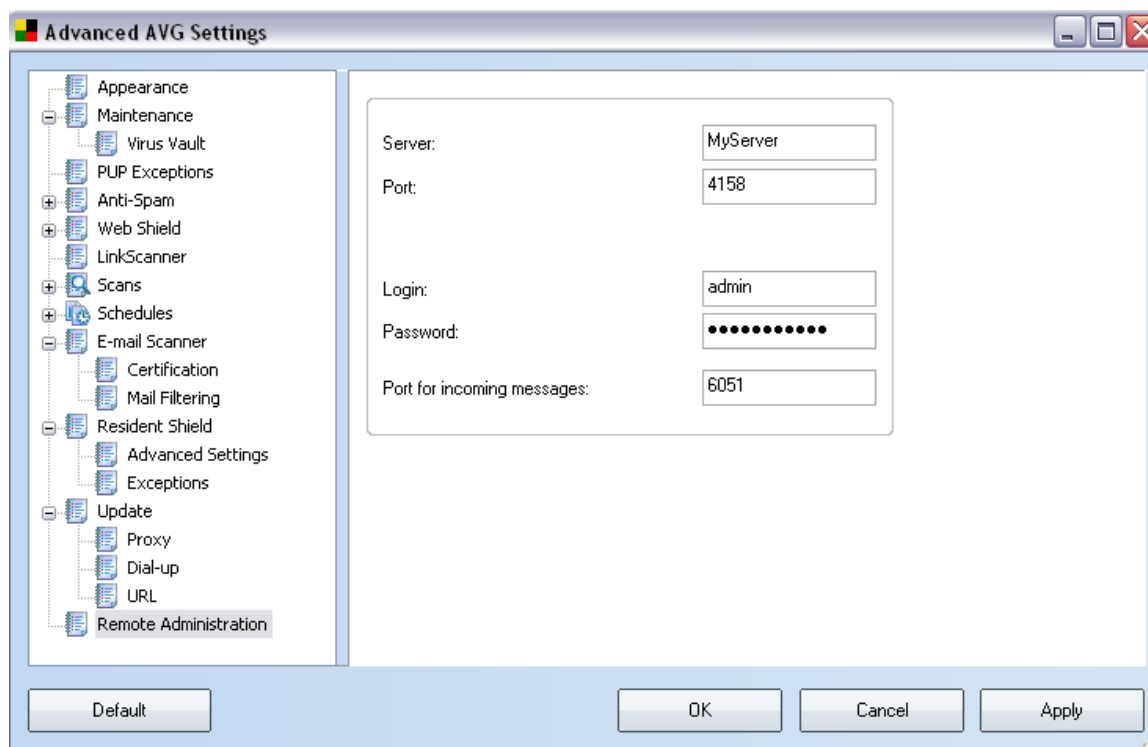 Advanced AVG Settings
Appearance
Maintenance
Virus Vault
PUP Exceptions
Anti-Spam
Web Shield
LinkScanner
Scans
Schedules
E-mail Scanner
Certification
Mail Filtering
Resident Shield
Advanced Settings
Exceptions
Update
Proxy
Dial-up
URL
Remote Administration
Server: MyServer
Port: 4158
Login: admin
Password: •••••••••••
Port for incoming messages: 6051
Default OK Cancel Apply